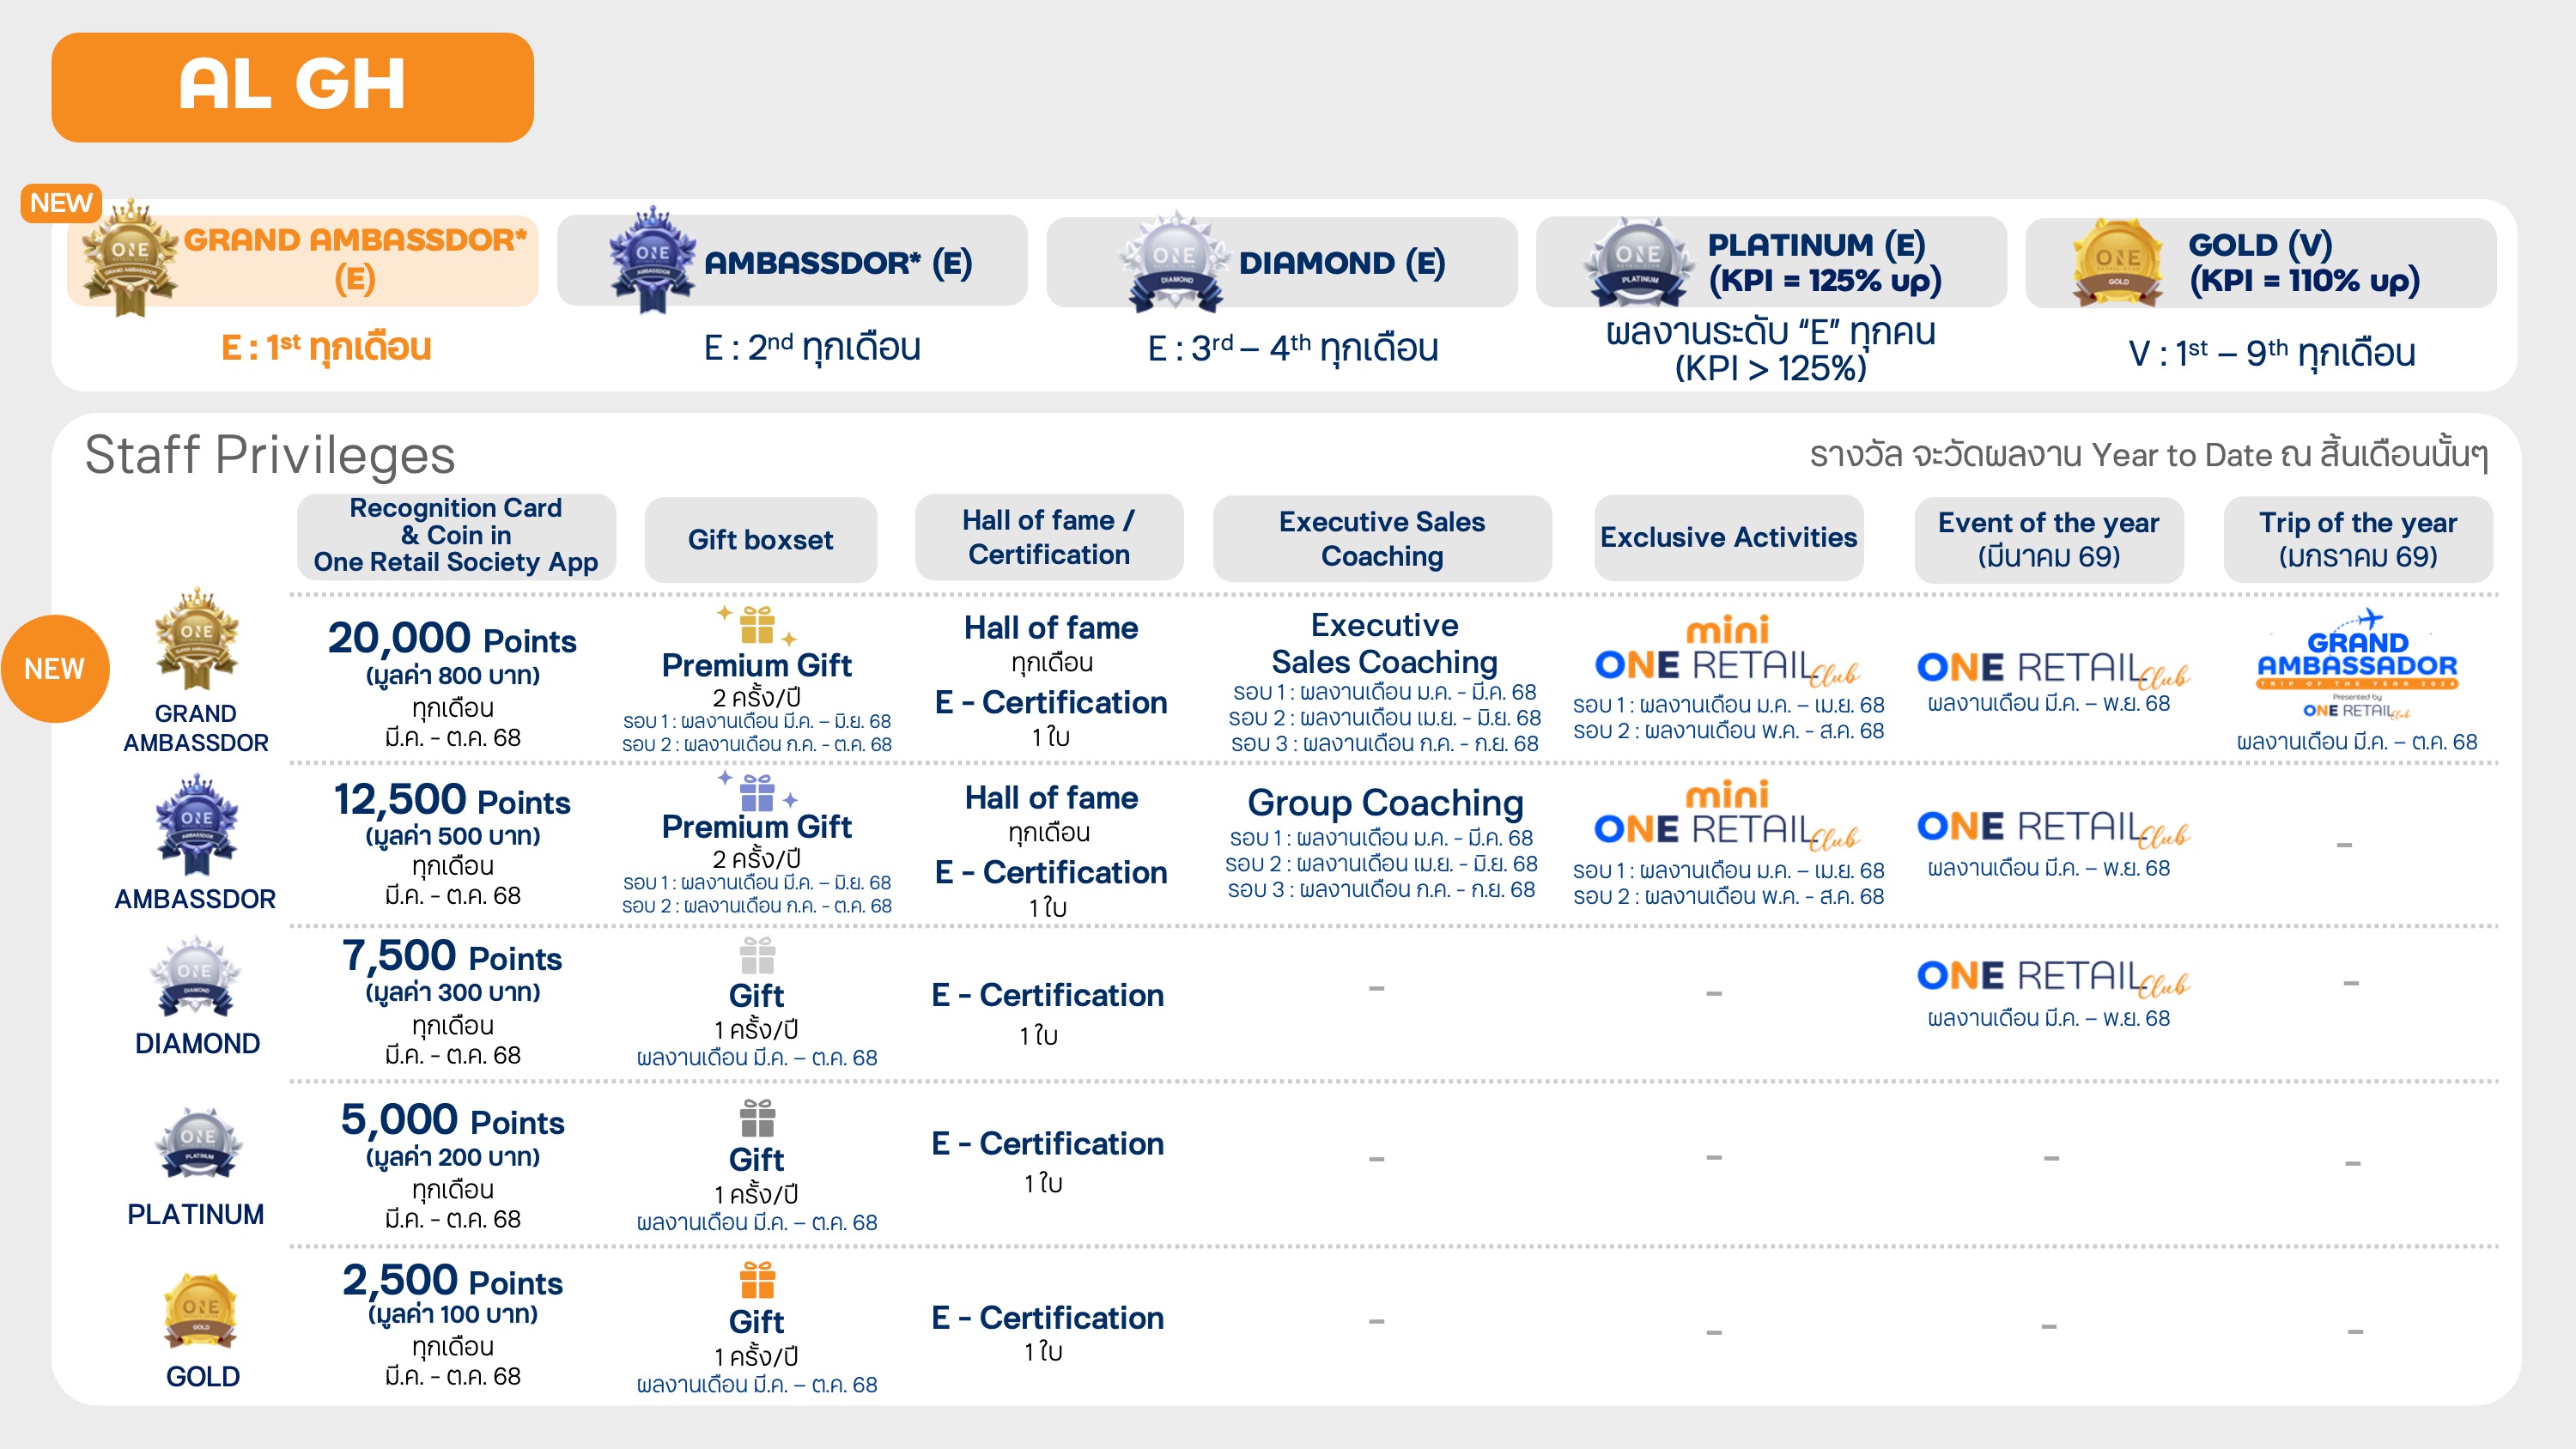 AL GH
NEW
GRAND AMBASSDOR*
(E)
E : 1st ทุกเดือน
AMBASSDOR* (E)
E : 2nd ทุกเดือน
DIAMOND (E)
E : 3rd – 4th ทุกเดือน
PLATINUM (E)
(KPI = 125% up)
ผลงานระดับ “E” ทุกคน
(KPI > 125%)
GOLD (V)
(KPI = 110% up)
V : 1st – 9th ทุกเดือน
Staff Privileges
รางวัล จะวัดผลงาน Year to Date ณ สิ้นเดือนนั้นๆ
Recognition Card
& Coin in
One Retail Society App
Gift boxset
Hall of fame /
Certification
Executive Sales
Coaching
Exclusive Activities
Event of the year
(มีนาคม 69)
Trip of the year
(มกราคม 69)
NEW
GRAND
AMBASSDOR
20,000 Points
(มูลค่า 800 บาท)
ทุกเดือน
มี.ค. - ต.ค. 68
Premium Gift
2 ครั้ง/ปี
รอบ 1 : ผลงานเดือน มี.ค. – มิ.ย. 68
รอบ 2 : ผลงานเดือน ก.ค. - ต.ค. 68
Hall of fame
ทุกเดือน
E - Certification
1 ใบ
Executive
Sales Coaching
รอบ 1 : ผลงานเดือน ม.ค. - มี.ค. 68
รอบ 2 : ผลงานเดือน เม.ย. - มิ.ย. 68
รอบ 3 : ผลงานเดือน ก.ค. - ก.ย. 68
mini
ONE RETAIL Club
รอบ 1 : ผลงานเดือน ม.ค. – เม.ย. 68
รอบ 2 : ผลงานเดือน พ.ค. - ส.ค. 68
ONE RETAIL Club
ผลงานเดือน มี.ค. – พ.ย. 68
GRAND
AMBASSADOR
TRIP OF THE YEAR 2024
Presented by
ONE RETAIL Club
ผลงานเดือน มี.ค. – ต.ค. 68
AMBASSDOR
12,500 Points
(มูลค่า 500 บาท)
ทุกเดือน
มี.ค. - ต.ค. 68
Premium Gift
2 ครั้ง/ปี
รอบ 1 : ผลงานเดือน มี.ค. – มิ.ย. 68
รอบ 2 : ผลงานเดือน ก.ค. - ต.ค. 68
Hall of fame
ทุกเดือน
E - Certification
1 ใบ
Group Coaching
รอบ 1 : ผลงานเดือน ม.ค. - มี.ค. 68
รอบ 2 : ผลงานเดือน เม.ย. - มิ.ย. 68
รอบ 3 : ผลงานเดือน ก.ค. - ก.ย. 68
mini
ONE RETAIL Club
รอบ 1 : ผลงานเดือน ม.ค. – เม.ย. 68
รอบ 2 : ผลงานเดือน พ.ค. - ส.ค. 68
ONE RETAIL Club
ผลงานเดือน มี.ค. – พ.ย. 68
-
DIAMOND
7,500 Points
(มูลค่า 300 บาท)
ทุกเดือน
มี.ค. - ต.ค. 68
Gift
1 ครั้ง/ปี
ผลงานเดือน มี.ค. – ต.ค. 68
E - Certification
1 ใบ
-
-
ONE RETAIL Club
ผลงานเดือน มี.ค. – พ.ย. 68
-
PLATINUM
5,000 Points
(มูลค่า 200 บาท)
ทุกเดือน
มี.ค. - ต.ค. 68
Gift
1 ครั้ง/ปี
ผลงานเดือน มี.ค. – ต.ค. 68
E - Certification
1 ใบ
-
-
-
-
GOLD
2,500 Points
(มูลค่า 100 บาท)
ทุกเดือน
มี.ค. - ต.ค. 68
Gift
1 ครั้ง/ปี
ผลงานเดือน มี.ค. – ต.ค. 68
E - Certification
1 ใบ
-
-
-
-